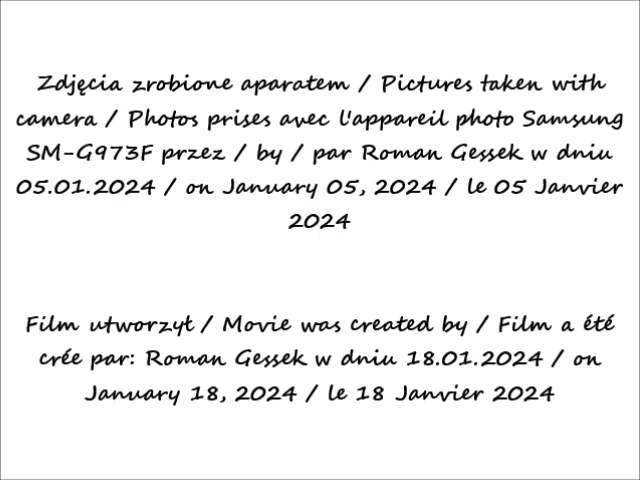 Zdjęcia zrobione aparatem / Pictures taken with
camera / Photos prises avec l'appareil photo Samsung
SM-G973F przez / by / par Roman Gessek w dniu
05.01.2024 / on January 05, 2024 / le 05 Janvier
2024
Film utworzył / Movie was created by / Film a été
crée par: Roman Gessek w dniu 18.01.2024 / on
January 18, 2024 / le 18 Janvier 2024